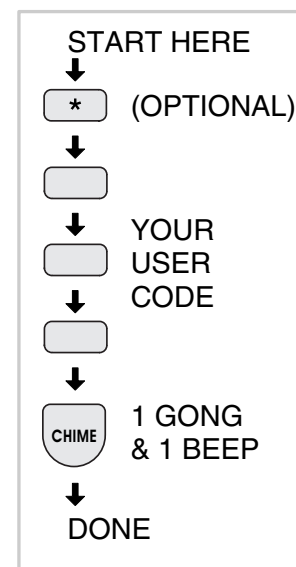 START HERE
* (OPTIONAL)
YOUR
USER
CODE
CHIME
1 GONG
& 1 BEEP
DONE